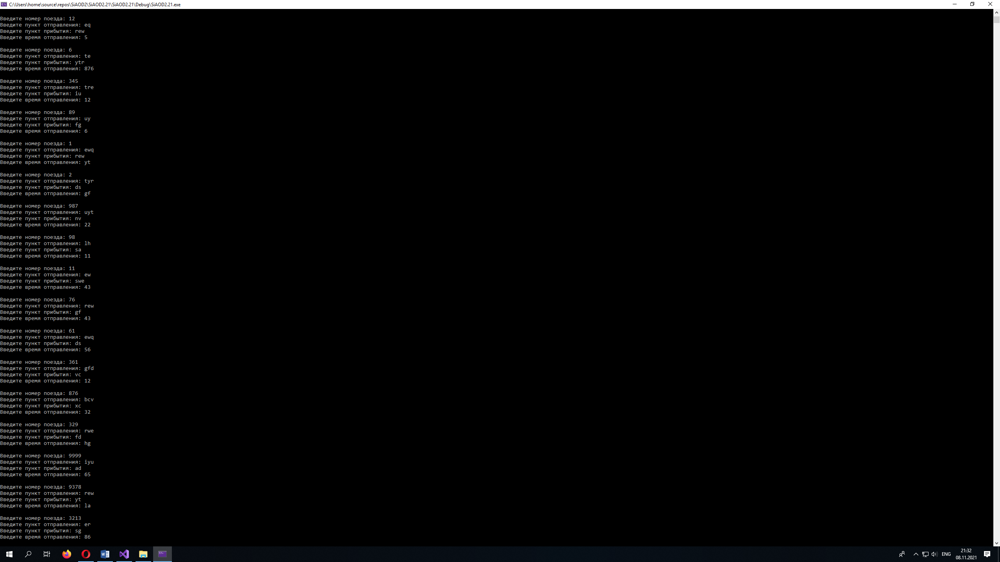 C:\Users\home\source\repos\SiAOD2\SiAOD2.21\SiAOD2.21\Debug\SiAOD2.21.exe
Введите номер поезда: 12
Введите пункт отправления: eq
Введите пункт прибытия: rew
Введите время отправления: 5
Введите номер поезда: 6
Введите пункт отправления: te
Введите пункт прибытия: ytr
Введите время отправления: 876
Введите номер поезда: 345
Введите пункт отправления: tre
Введите пункт прибытия: iu
Введите время отправления: 12
Введите номер поезда: 89
Введите пункт отправления: uy
Введите пункт прибытия: fg
Введите время отправления: 6
Введите номер поезда: 1
Введите пункт отправления: ewq
Введите пункт прибытия: rew
Введите время отправления: yt
Введите номер поезда: 2
Введите пункт отправления: tyr
Введите пункт прибытия: ds
Введите время отправления: gf
Введите номер поезда: 987
Введите пункт отправления: uyt
Введите пункт прибытия: nv
Введите время отправления: 22
Введите номер поезда: 98
Введите пункт отправления: lh
Введите пункт прибытия: sa
Введите время отправления: 11
Введите номер поезда: 11
Введите пункт отправления: ew
Введите пункт прибытия: swe
Введите время отправления: 43
Введите номер поезда: 76
Введите пункт отправления: rew
Введите пункт прибытия: gf
Введите время отправления: 43
Введите номер поезда: 61
Введите пункт отправления: ewq
Введите пункт прибытия: ds
Введите время отправления: 56
Введите номер поезда: 361
Введите пункт отправления: gfd
Введите пункт прибытия: vc
Введите время отправления: 12
Введите номер поезда: 876
Введите пункт отправления: bcv
Введите пункт прибытия: xc
Введите время отправления: 32
Введите номер поезда: 329
Введите пункт отправления: rwe
Введите пункт прибытия: fd
Введите время отправления: hg
Введите номер поезда: 9999
Введите пункт отправления: iyu
Введите пункт прибытия: ad
Введите время отправления: 65
Введите номер поезда: 9378
Введите пункт отправления: rew
Введите пункт прибытия: yt
Введите время отправления: la
Введите номер поезда: 3213
Введите пункт отправления: er
Введите пункт прибытия: sg
Введите время отправления: 86
ENG
21:32
08.11.2021